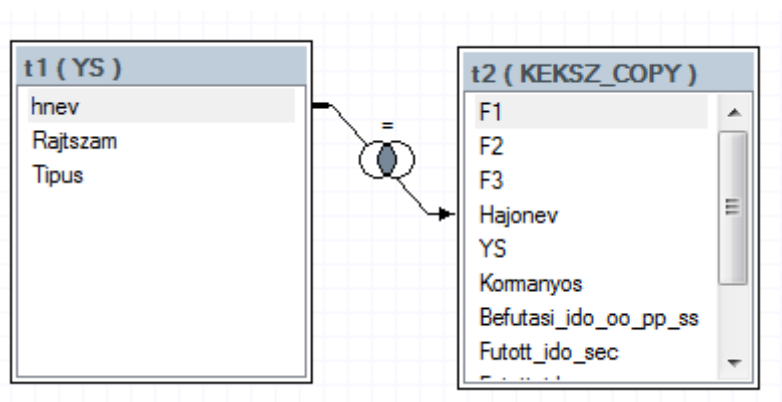 t1 ( YS )
hnev
Rajtszam
Tipus
=
t2 ( KEKSZ_COPY )
F1
F2
F3
Hajonev
YS
Kormanyos
Befutasi_ido_oo_pp_ss
Futott_ido_sec